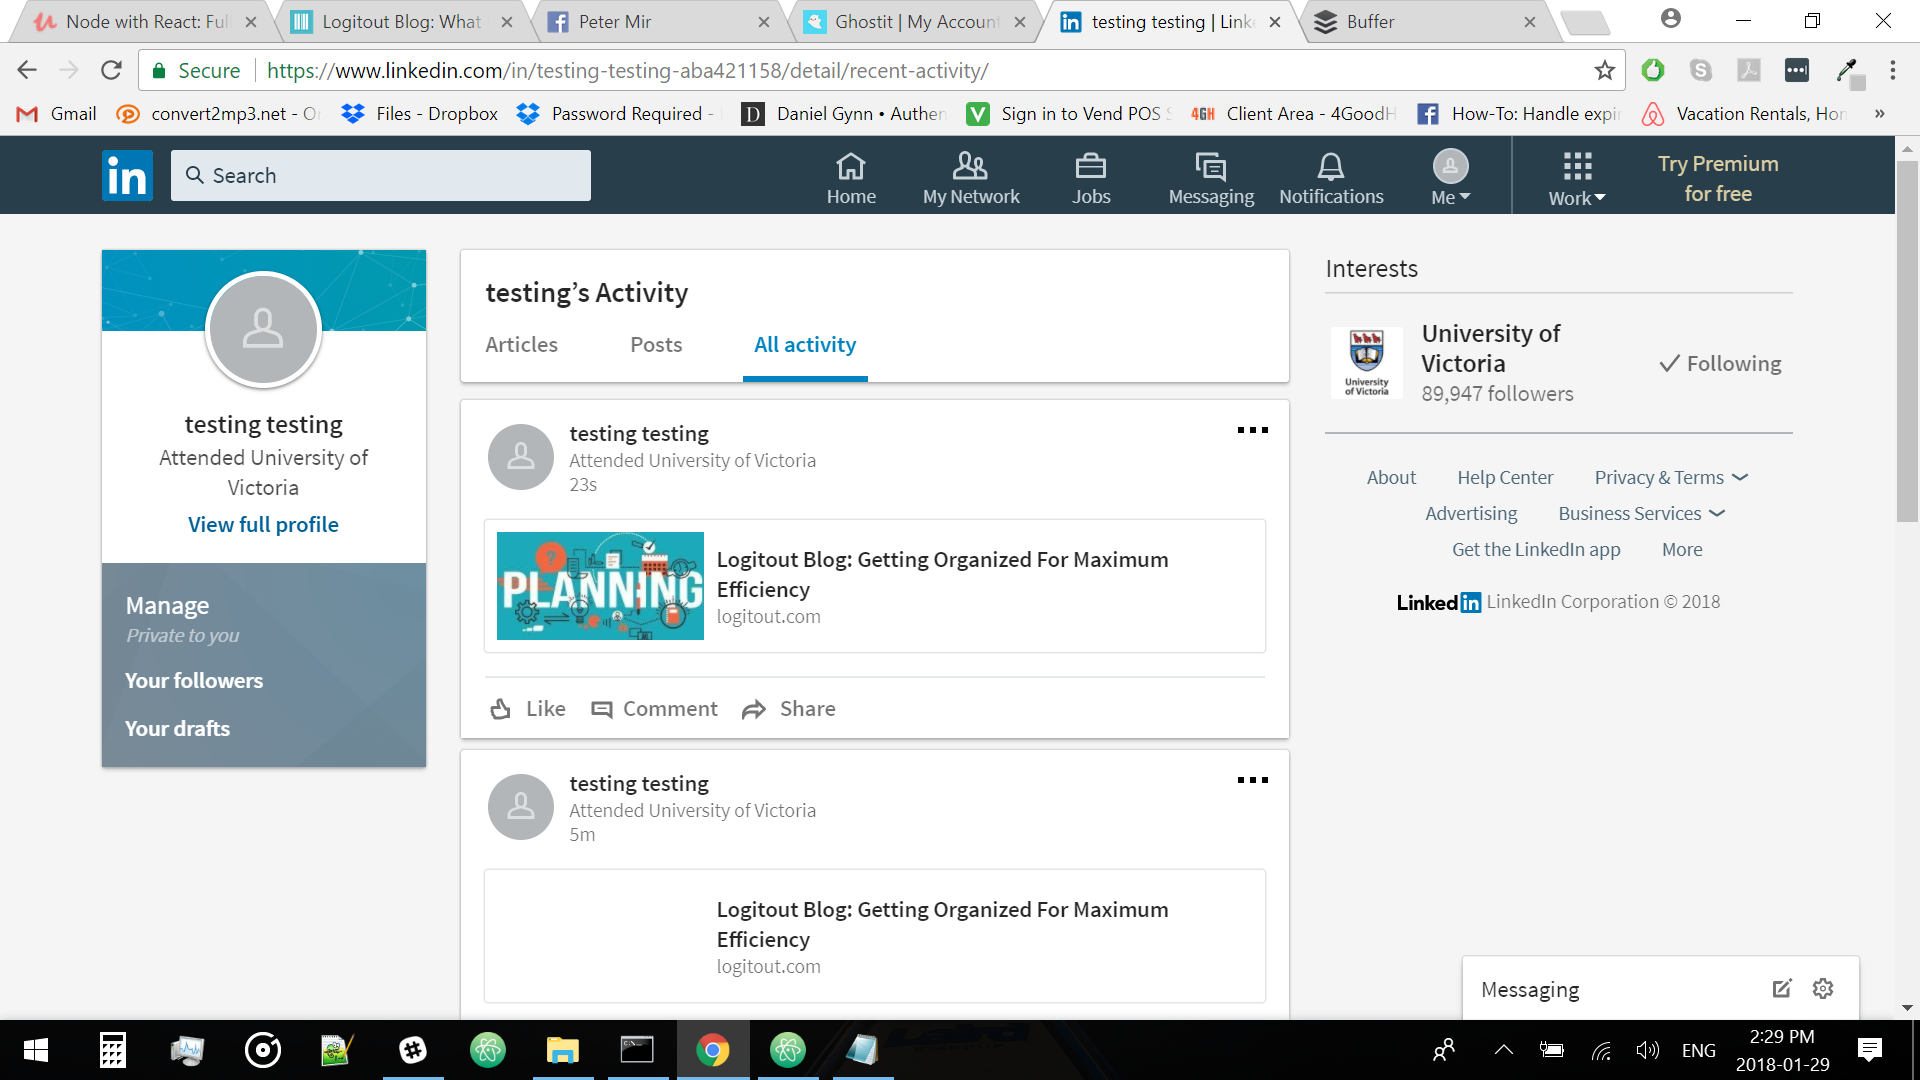 Node with React: Ful
Logitout Blog: What
Peter Mir
Ghostit | My Accoun
testing testing | Link
Buffer
Secure
https://www.linkedin.com/in/testing-testing-aba421158/detail/recent-activity/
Gmail
convert2mp3.net - O
Files - Dropbox
Password Required -
D
Daniel Gynn • Authen
V
Sign in to Vend POS S
4GH
Client Area - 4GoodH
How-To: Handle expi
Vacation Rentals, Hom
»
in
Search
Home
My Network
Jobs
Messaging
Notifications
Me
Work
Try Premium
for free
testing testing
Attended University of
Victoria
View full profile
Manage
Private to you
Your followers
Your drafts
testing’s Activity
Articles
Posts
All activity
testing testing
Attended University of Victoria
23s
PLANNING
Logitout Blog: Getting Organized For Maximum
Efficiency
logitout.com
Like
Comment
Share
testing testing
Attended University of Victoria
5m
Logitout Blog: Getting Organized For Maximum
Efficiency
logitout.com
Interests
University
of Victoria
University of
Victoria
89,947 followers
Following
About
Help Center
Privacy & Terms
Advertising
Business Services
Get the LinkedIn app
More
Linked in LinkedIn Corporation © 2018
Messaging
ENG
2:29 PM
2018-01-29